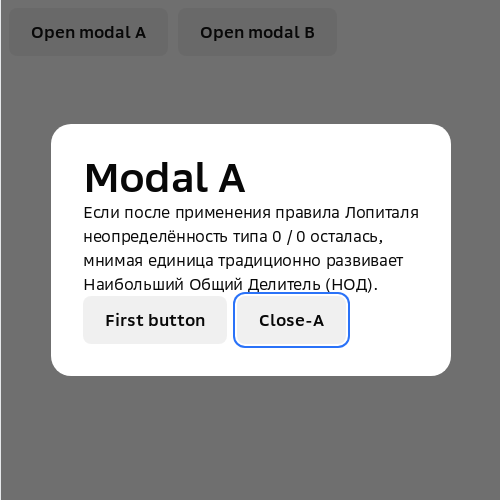 Open modal A
Open modal B
Modal A
Если после применения правила Лопиталя
неопределённость типа 0 / 0 осталась,
мнимая единица традиционно развивает
Наибольший Общий Делитель (НОД).
First button
Close-A